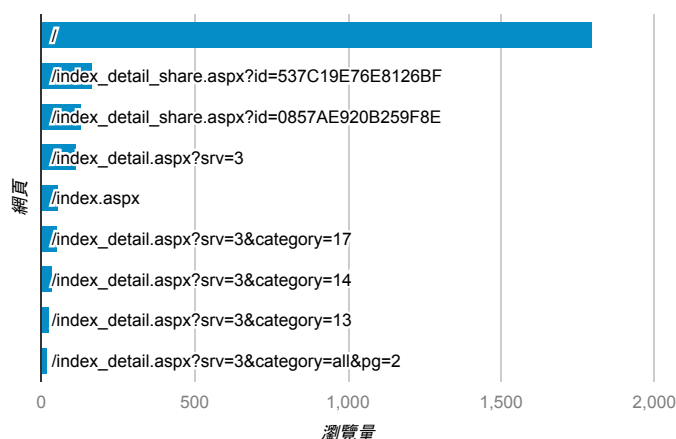 /
/index_detail_share.aspx?id=537C19E76E8126BF
/index_detail_share.aspx?id=0857AE920B259F8E
/index_detail.aspx?srv=3
/index.aspx
/index_detail.aspx?srv=3&category=17
/index_detail.aspx?srv=3&category=14
/index_detail.aspx?srv=3&category=13
/index_detail.aspx?srv=3&category=all&pg=2
網頁
0 500 1,000 1,500 2,000
瀏覽量